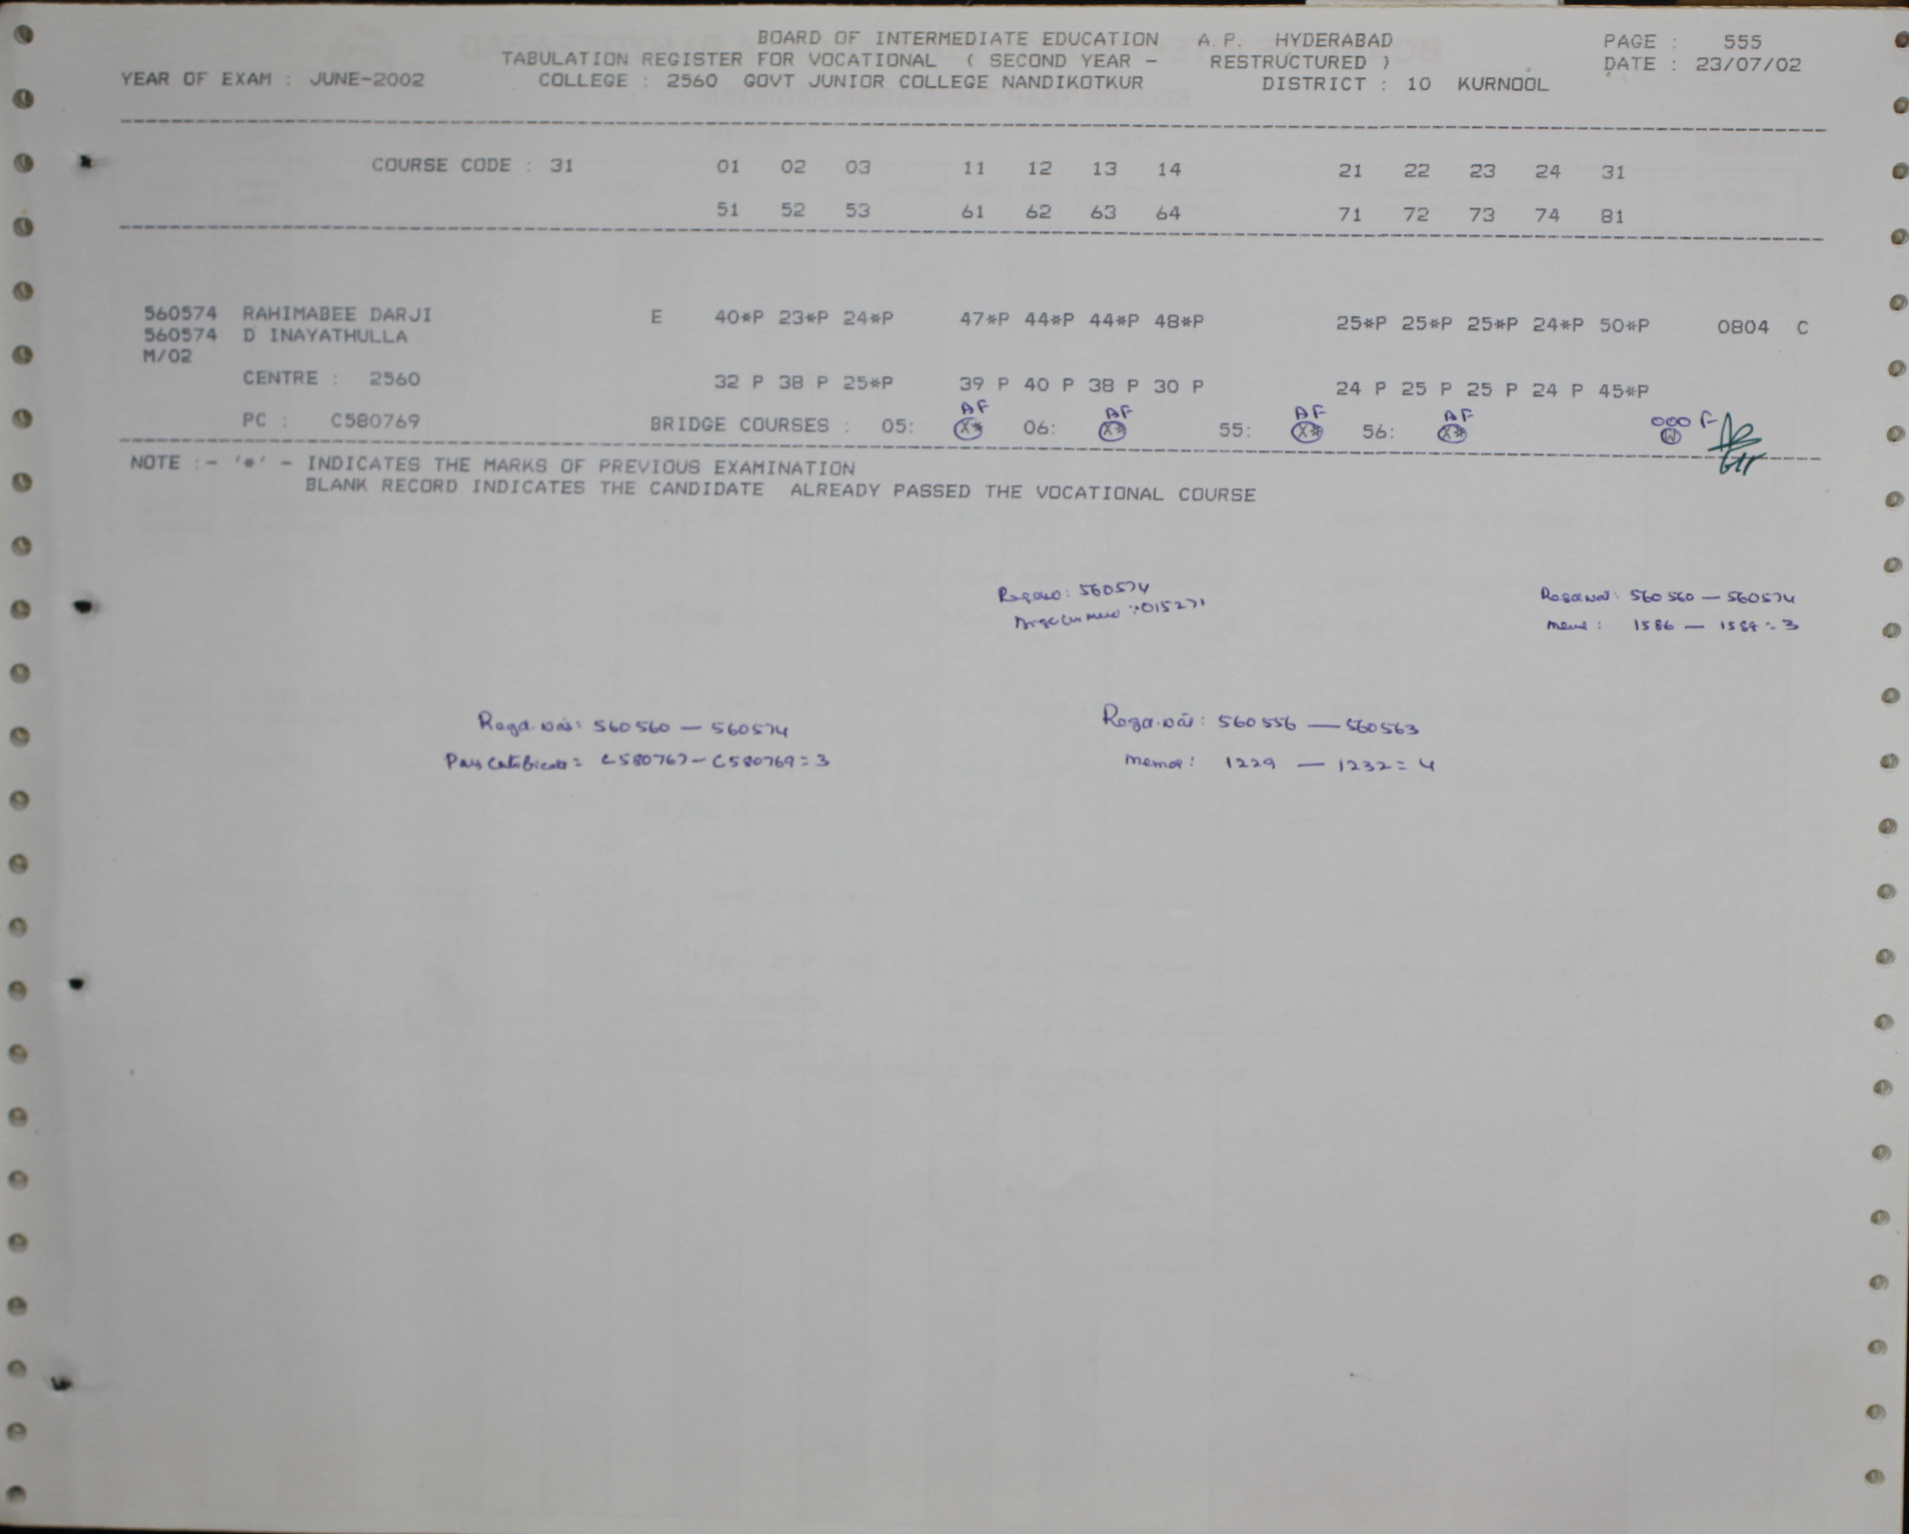 BOARD OF INTERMEDIATE EDUCATION A.P. HYDERABAD PAGE : 555
TABULATION REGISTER FOR VOCATIONAL ( SECOND YEAR - RESTRUCTURED ) DATE : 23/07/02
YEAR OF EXAM : JUNE-2002 COLLEGE : 2560 GOVT JUNIOR COLLEGE NANDIKOTKUR DISTRICT : 10 KURNOOL
COURSE CODE : 31 01 02 03 11 12 13 14 21 22 23 24 31
51 52 53 61 62 63 64 71 72 73 74 81
560574 RAHIMABEE DARJI E 40*P 23*P 24*P 47*P 44*P 44*P 48*P 25*P 25*P 25*P 24*P 50*P 0804 C
560574 D INAYATHULLA
M/02
CENTRE : 2560 32 P 38 P 25*P 39 P 40 P 38 P 30 P 24 P 25 P 25 P 24 P 45*P
AF AF AF AF 000 F
PC : C580769 BRIDGE COURSES : 05: X* 06: X* 55: X* 56: X* W
NOTE :- '*' - INDICATES THE MARKS OF PREVIOUS EXAMINATION
BLANK RECORD INDICATES THE CANDIDATE ALREADY PASSED THE VOCATIONAL COURSE
560574 560560 — 560574
015271 1586 —
560560 — 560574 560556 — 560563
C580767 - C580769 = 3 memos: 1229 — 1232 = 4